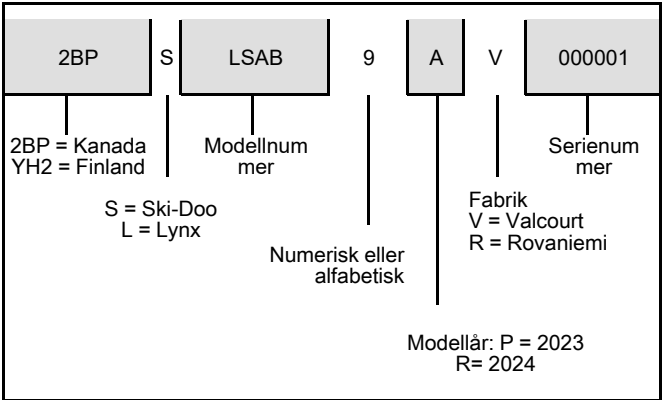 2BP S LSAB 9 A V 000001
2BP = Kanada
YH2 = Finland
Modellnum
mer
Serienum
mer
S = Ski-Doo
L = Lynx
Fabrik
V = Valcourt
R = Rovaniemi
Numerisk eller
alfabetisk
Modellår: P = 2023
R= 2024